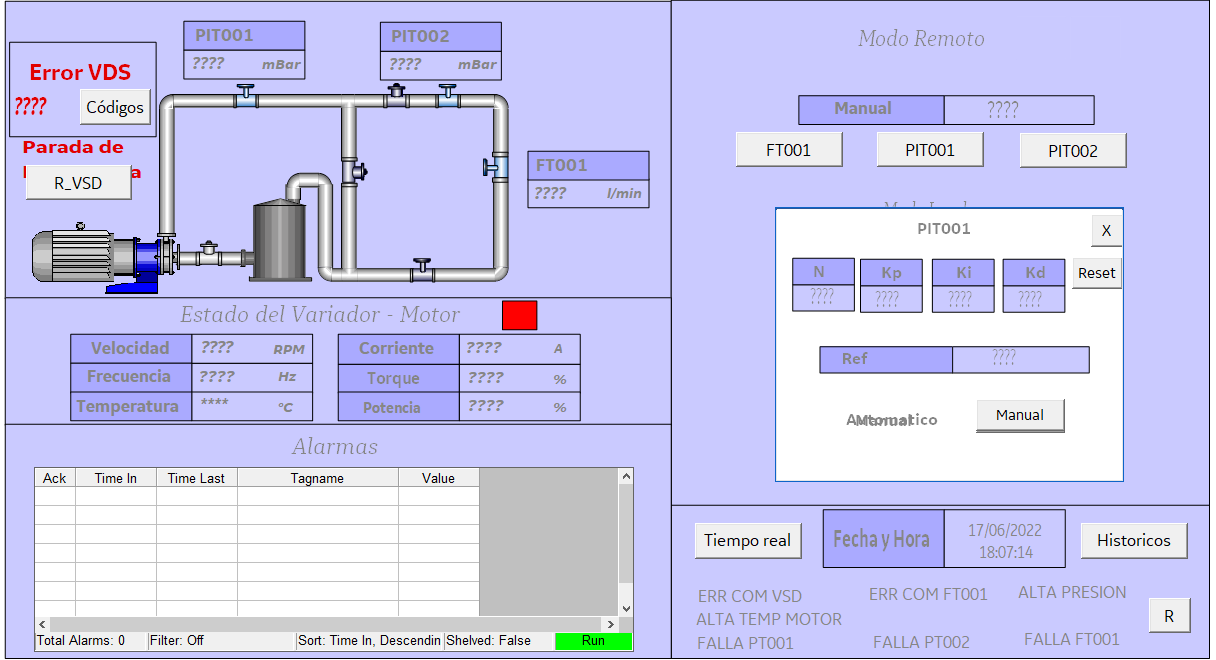 PIT001
???? mBar
PIT002
???? mBar
Error VDS
????
Códigos
Parada de
R_VSD
FT001
???? l/min
Estado del Variador - Motor
Velocidad ???? RPM
Frecuencia ???? Hz
Temperatura **** °C
Corriente ???? A
Torque ???? %
Potencia ???? %
Alarmas
Ack Time In Time Last Tagname Value
Total Alarms: 0 Filter: Off Sort: Time In, Descendin Shelved: False Run
Modo Remoto
Manual ????
FT001 PIT001 PIT002
PIT001
X
N Kp Ki Kd
???? ???? ???? ????
Reset
Ref ????
Automatico
Manual
Manual
Tiempo real
Fecha y Hora
17/06/2022
18:07:14
Historicos
ERR COM VSD
ERR COM FT001
ALTA PRESION
ALTA TEMP MOTOR
FALLA PT001
FALLA PT002
FALLA FT001
R